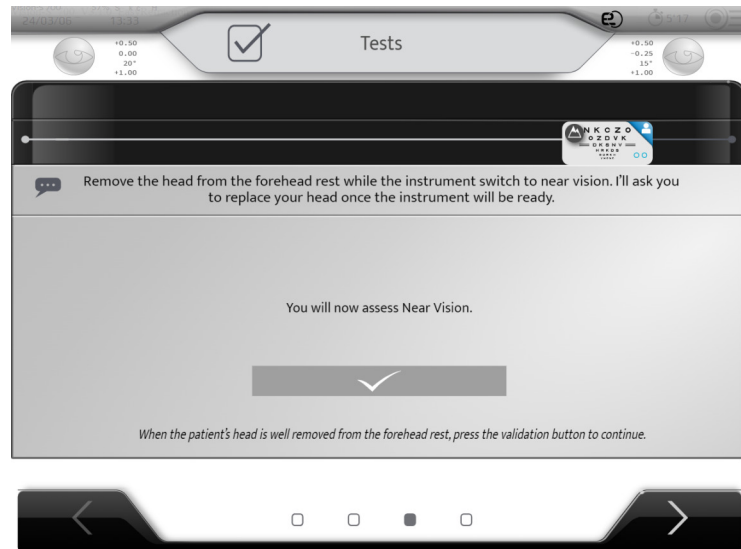 24/03/06 13:33
Tests
5'17
+0.50
0.00
20°
+1.00
+0.50
-0.25
15°
+1.00
N K C Z O
O Z D V K
D K S N V
H R K D S
Remove the head from the forehead rest while the instrument switch to near vision. I'll ask you
to replace your head once the instrument will be ready.
You will now assess Near Vision.
When the patient's head is well removed from the forehead rest, press the validation button to continue.